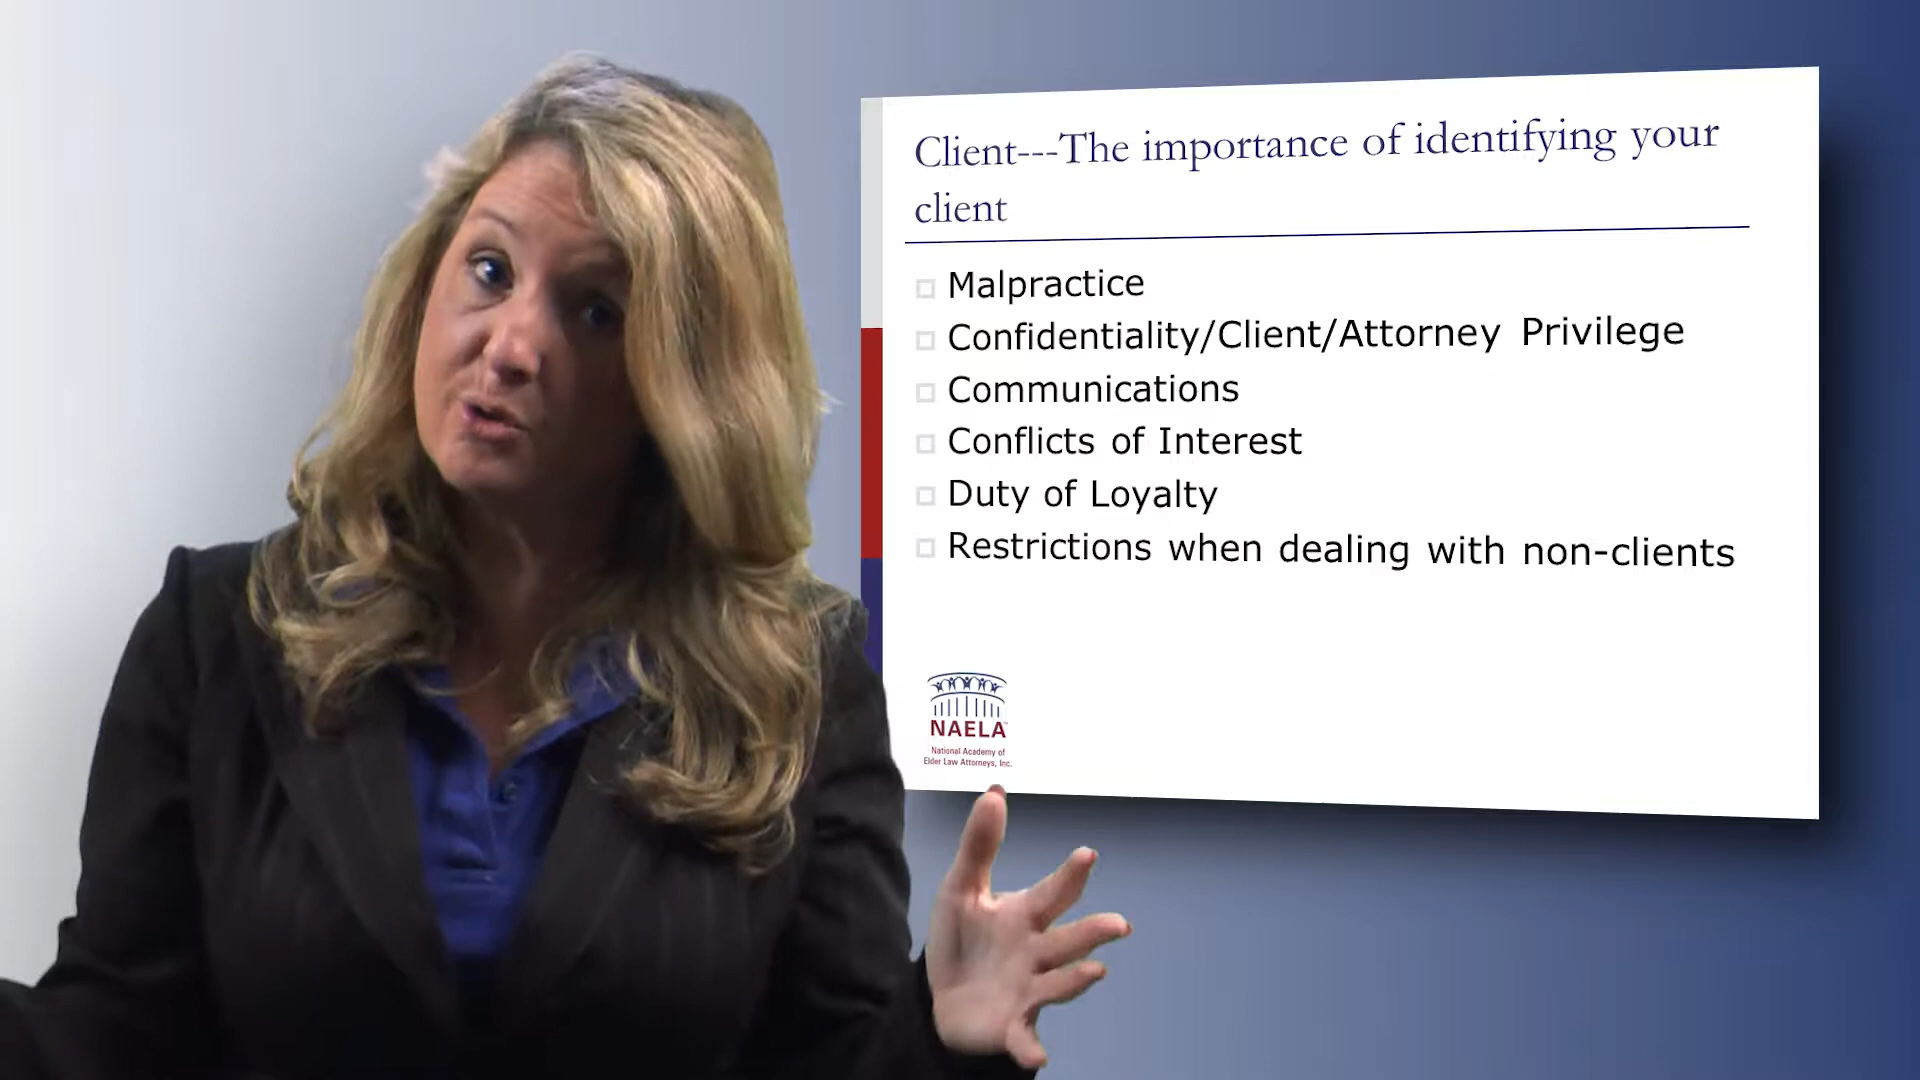 Client---The importance of identifying your
client
Malpractice
Confidentiality/Client/Attorney Privilege
Communications
Conflicts of Interest
Duty of Loyalty
Restrictions when dealing with non-clients
NAELA
National Academy of
Elder Law Attorneys, Inc.